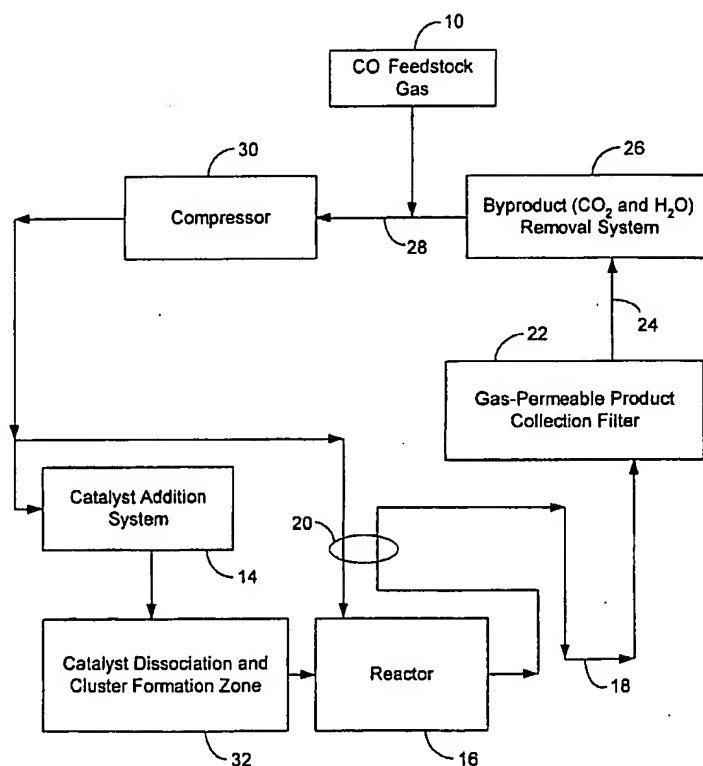 10
CO Feedstock
Gas
30
Compressor
26
Byproduct (CO₂ and H₂O)
Removal System
28
24
22
Gas-Permeable Product
Collection Filter
Catalyst Addition
System
14
20
18
Catalyst Dissociation and
Cluster Formation Zone
32
Reactor
16